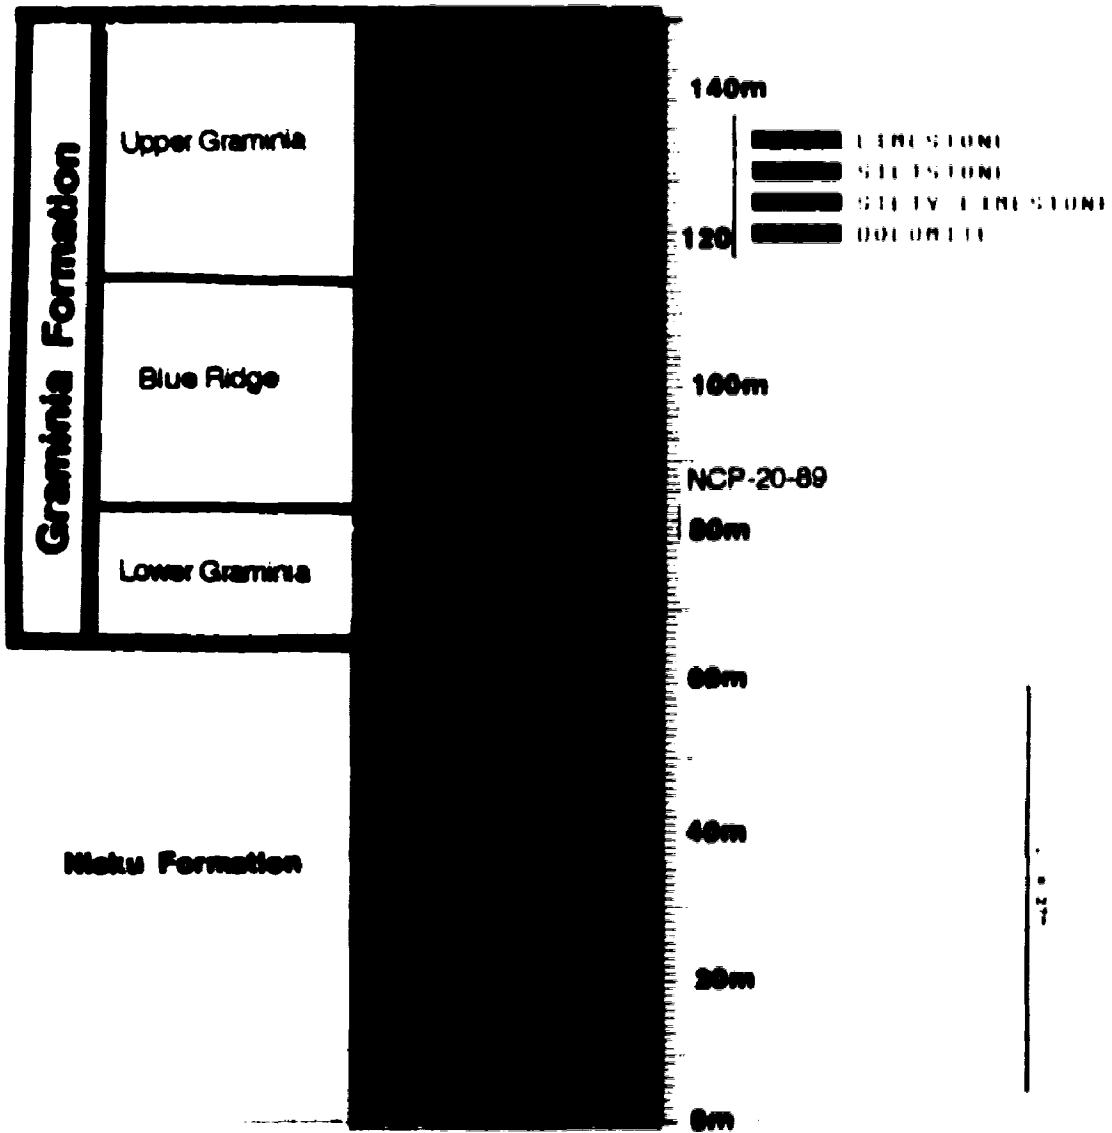 140m
LIMESTONE
Upper Graminia
SILTSTONE
SILTY LIMESTONE
120
DOLOMITE
Graminia Formation
Blue Ridge
100m
NCP-20-89
80m
Lower Graminia
60m
40m
Nisku Formation
20m
0m